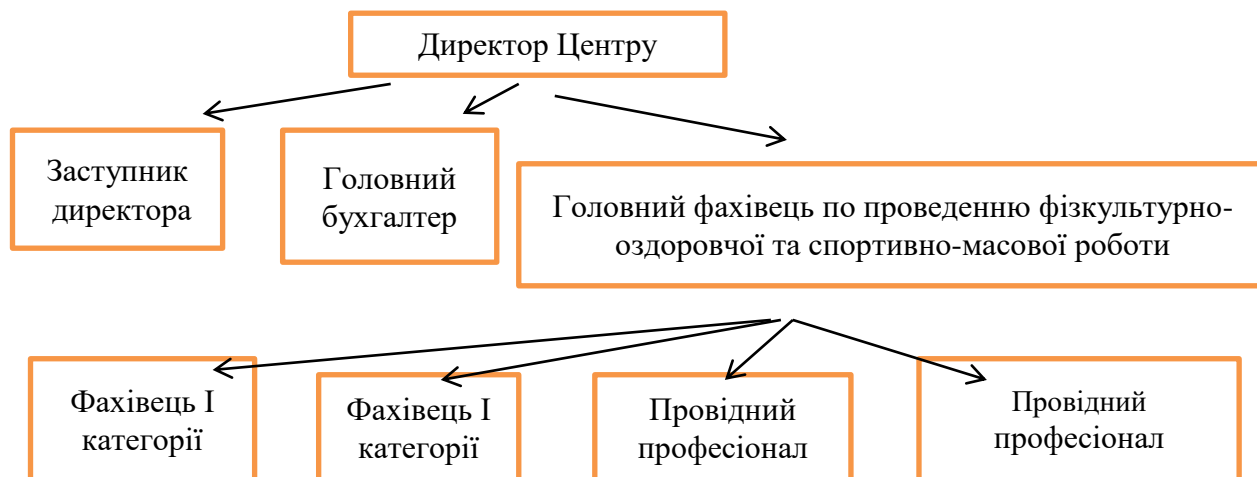 Директор Центру
Заступник
директора
Головний
бухгалтер
Головний фахівець по проведенню фізкультурно-
оздоровчої та спортивно-масової роботи
Фахівець І
категорії
Фахівець І
категорії
Провідний
професіонал
Провідний
професіонал